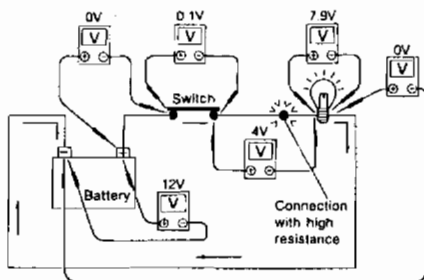 0V
0.1V
7.9V
0V
V
V
V
V
Switch
4V
V
Battery
12V
V
Connection
with high
resistance